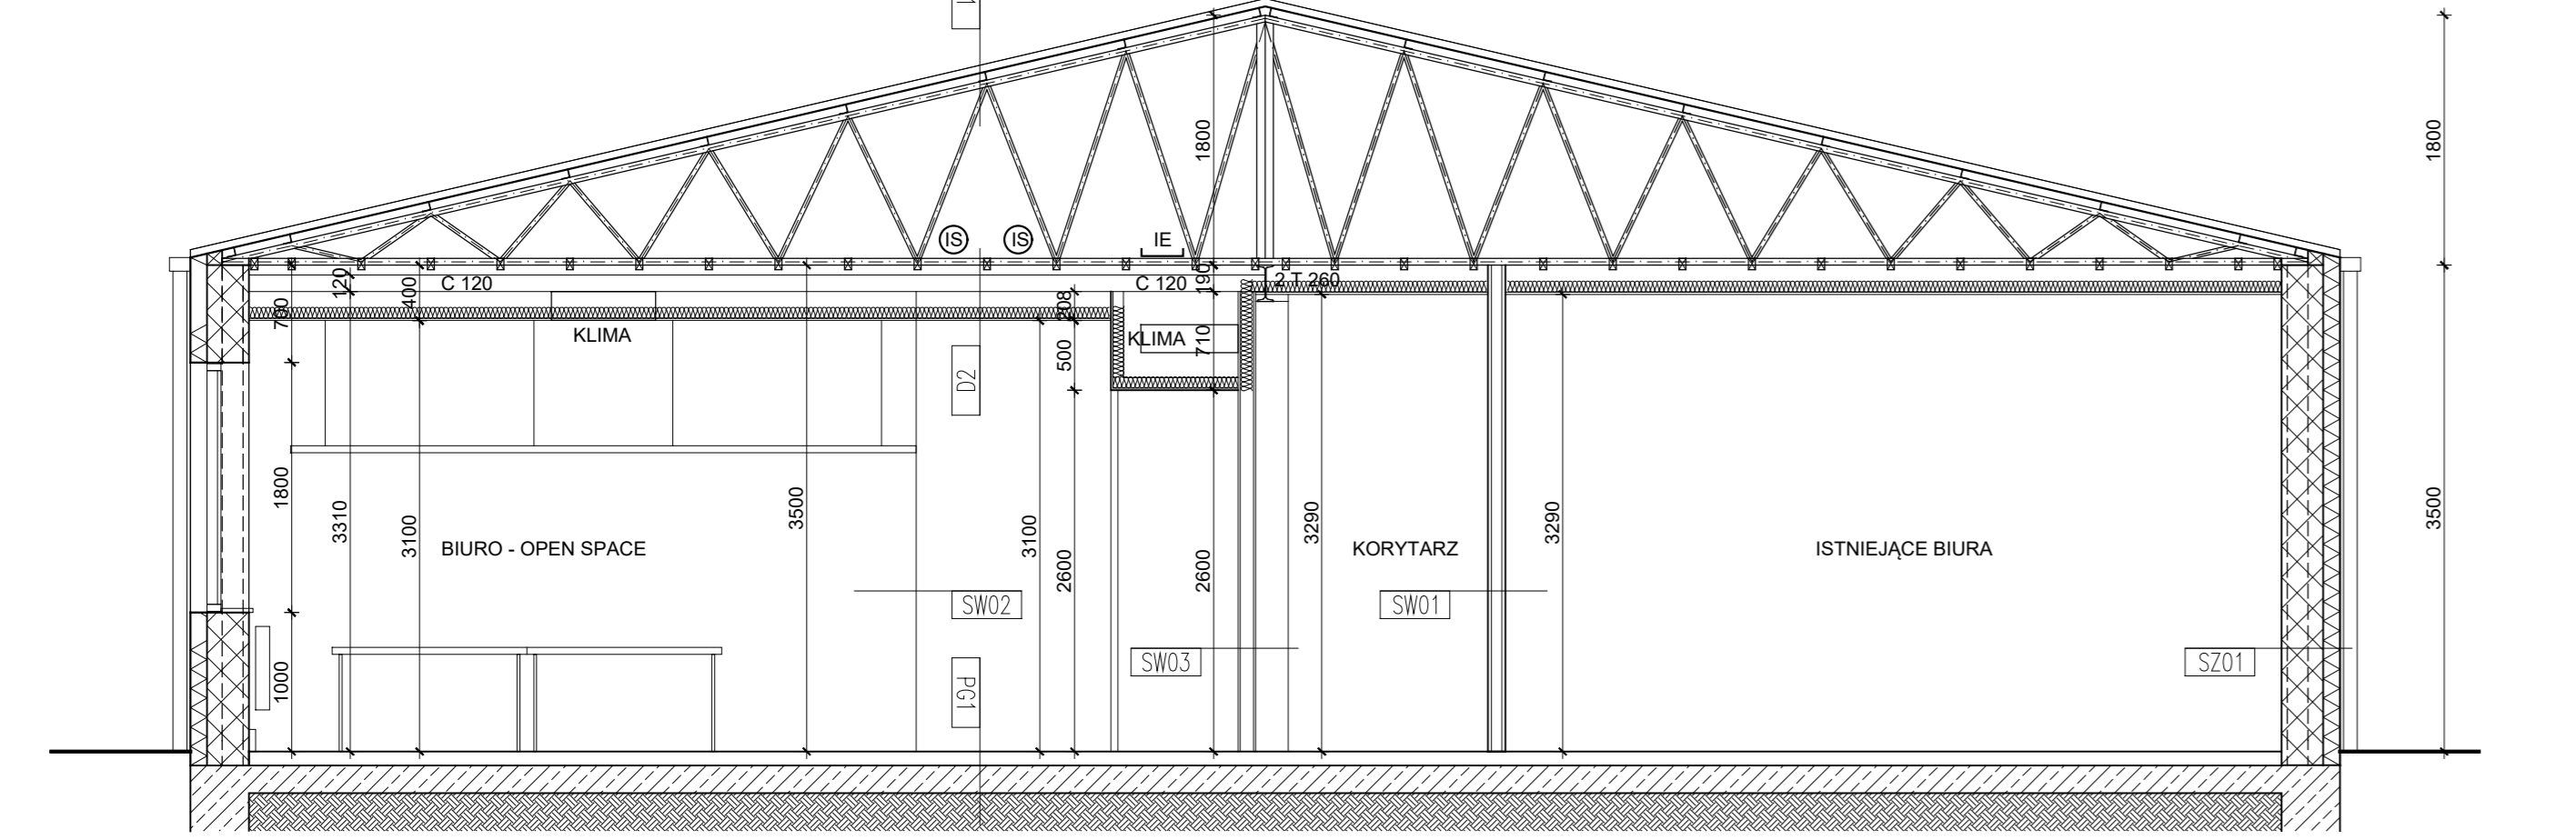 1800
1800
IS
IS
IE
120
400
C 120
C 120
190
2 T 260
700
208
KLIMA
KLIMA
500
710
D2
1800
3310
3100
3500
3100
2600
2600
3290
3290
3500
BIURO - OPEN SPACE
KORYTARZ
ISTNIEJĄCE BIURA
SW02
SW01
SW03
SZ01
1000
PG1